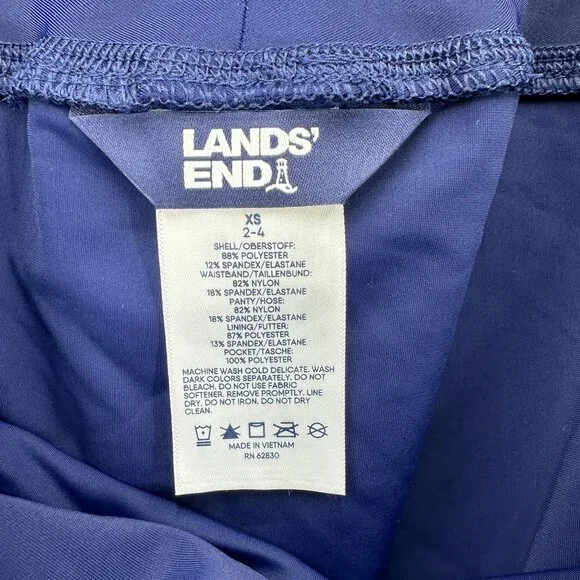 LANDS'
END
XS
2-4
SHELL/OBERSTOFF:
88% POLYESTER
12% SPANDEX/ELASTANE
WAISTBAND/TAILLENBUND:
82% NYLON
18% SPANDEX/ELASTANE
PANTY/HOSE:
82% NYLON
18% SPANDEX/ELASTANE
LINING/FUTTER:
87% POLYESTER
13% SPANDEX/ELASTANE
POCKET/TASCHE:
100% POLYESTER
MACHINE WASH COLD DELICATE. WASH
DARK COLORS SEPARATELY. DO NOT
BLEACH. DO NOT USE FABRIC
SOFTENER. REMOVE PROMPTLY. LINE
DRY. DO NOT IRON. DO NOT DRY
CLEAN.
MADE IN VIETNAM
RN 62830